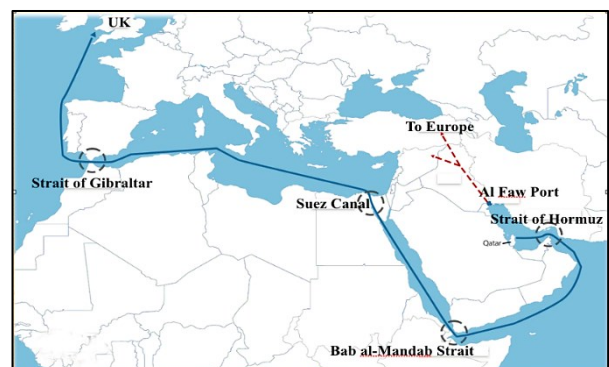 UK
To Europe
Strait of Gibraltar
Suez Canal
Al Faw Port
Strait of Hormuz
Qatar
Bab al-Mandab Strait